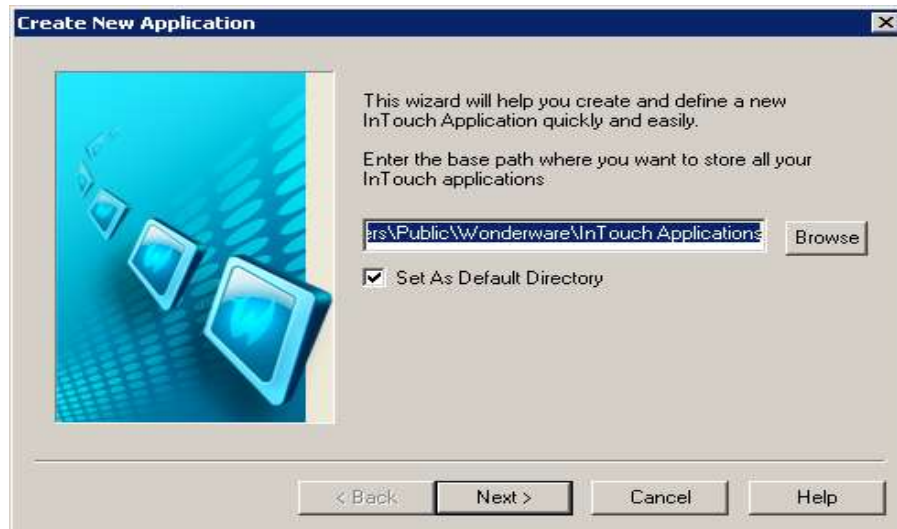 Create New Application
This wizard will help you create and define a new
InTouch Application quickly and easily.
Enter the base path where you want to store all your
InTouch applications
ers\Public\Wonderware\InTouch Applications
Browse
Set As Default Directory
< Back
Next >
Cancel
Help